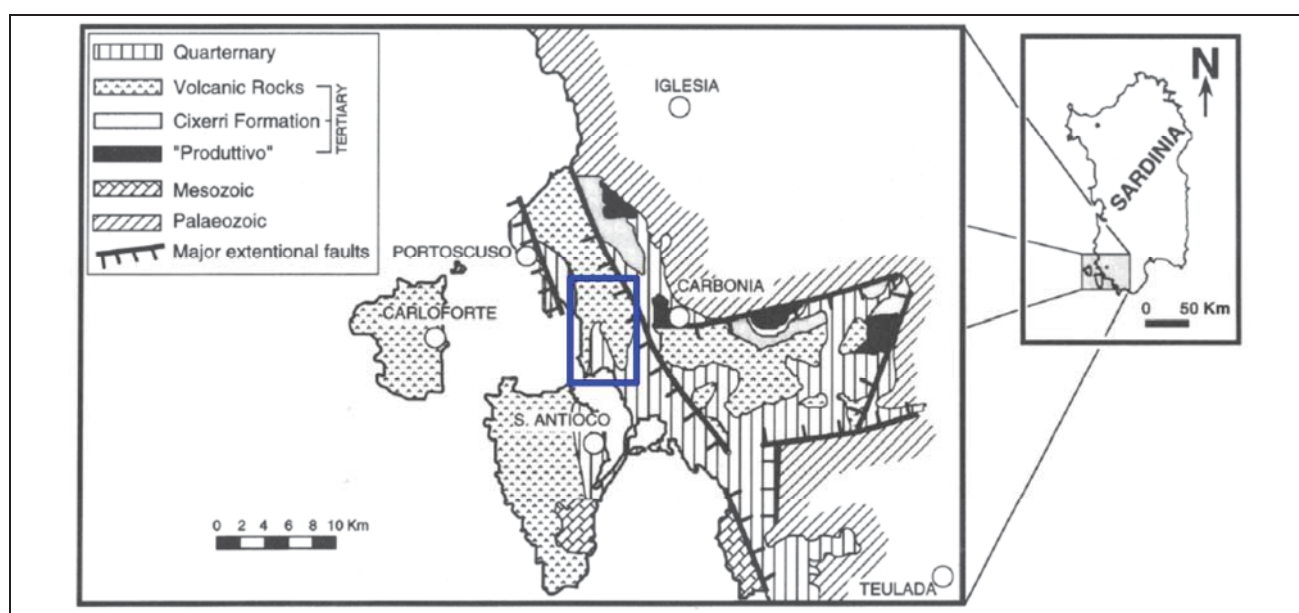 Quarternary
Volcanic Rocks
Cixerri Formation
"Produttivo"
TERTIARY
Mesozoic
Palaeozoic
Major extentional faults
IGLESIA
PORTOSCUSO
CARLOFORTE
CARBONIA
S. ANTIOCO
TEULADA
0 2 4 6 8 10 Km
N
SARDINIA
0 50 Km